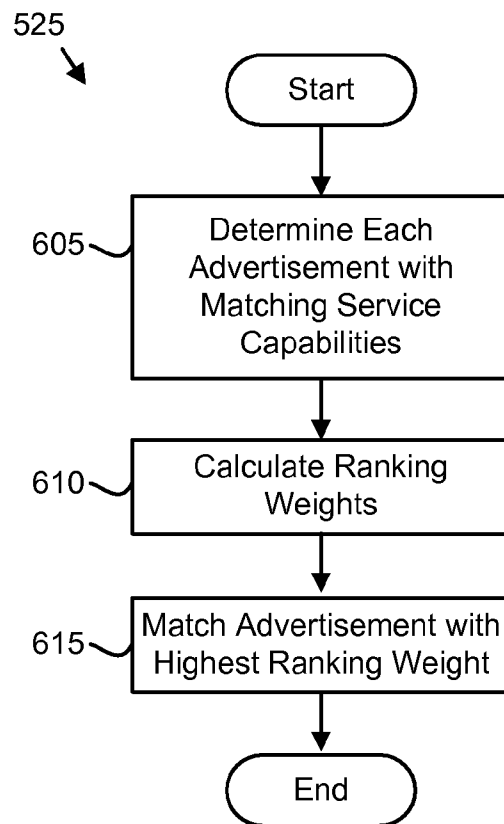 525
Start
605
Determine Each
Advertisement with
Matching Service
Capabilities
610
Calculate Ranking
Weights
615
Match Advertisement with
Highest Ranking Weight
End